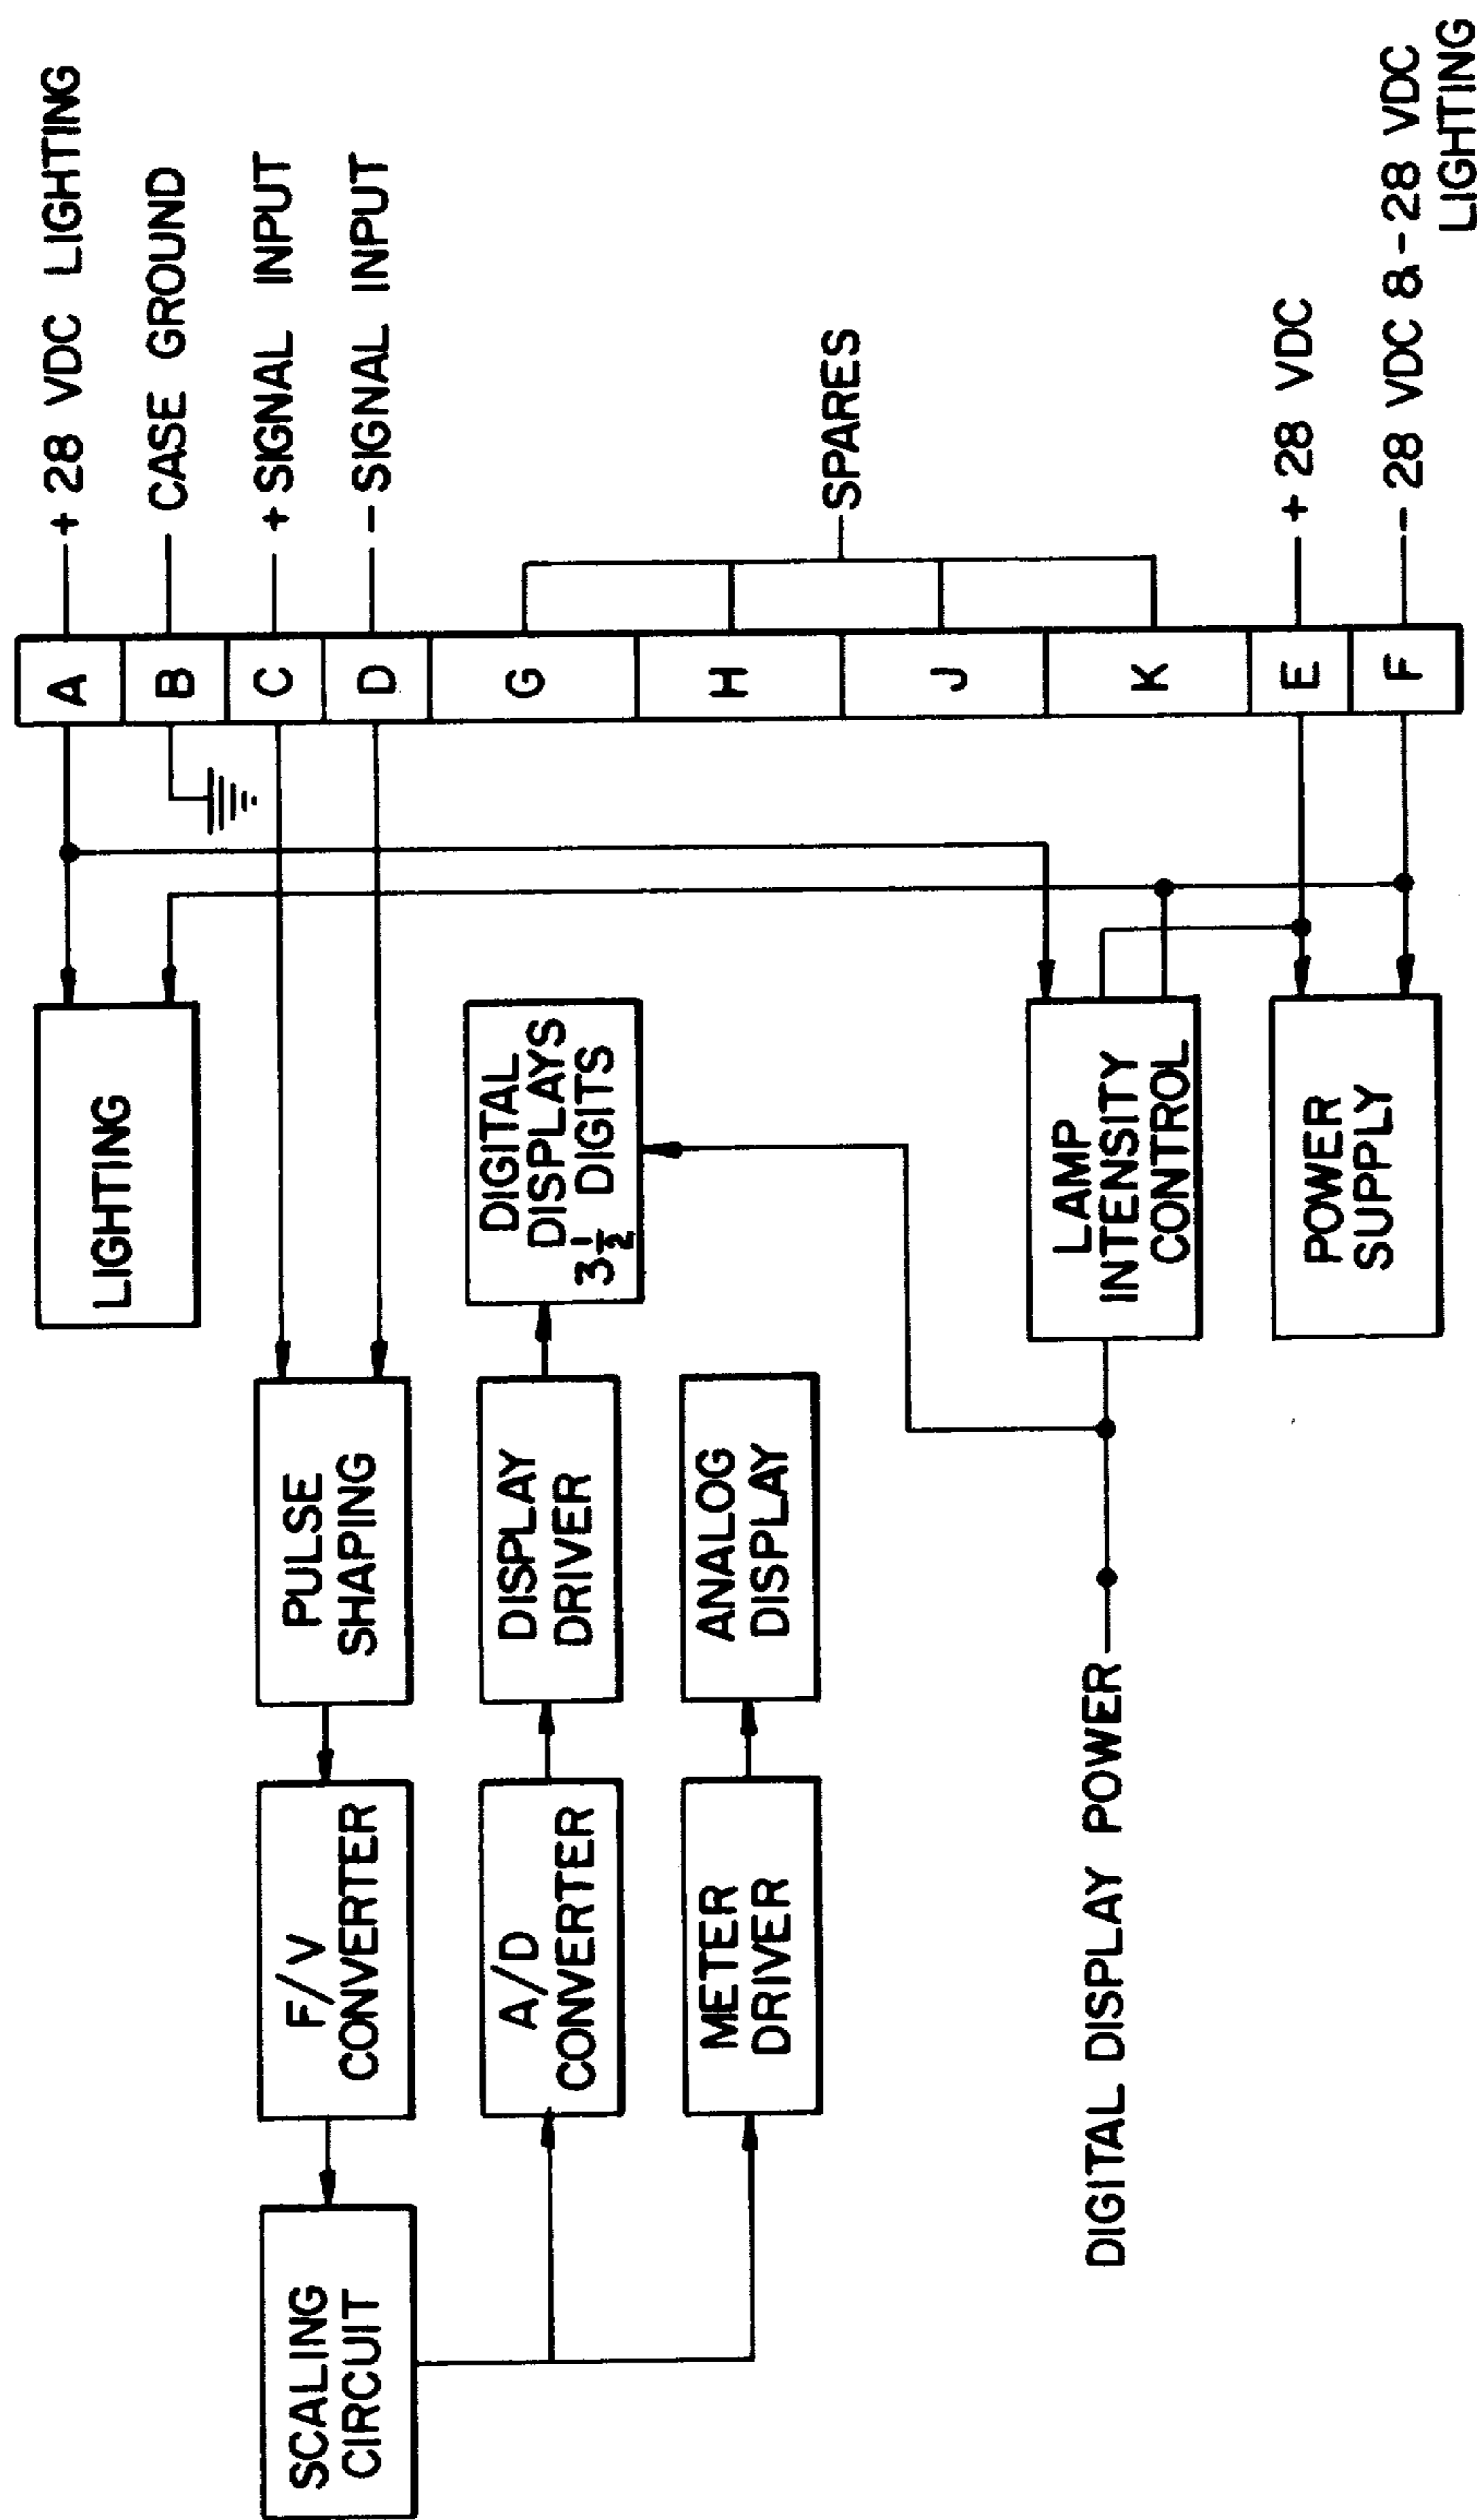 + 28 VDC LIGHTING
CASE GROUND
+ SIGNAL INPUT
- SIGNAL INPUT
SPARES
+ 28 VDC
- 28 VDC & - 28 VDC
LIGHTING
A
B
C
D
G
H
J
K
E
F
LIGHTING
PULSE
SHAPING
F/V
CONVERTER
SCALING
CIRCUIT
DIGITAL
DISPLAYS
3 1/2 DIGITS
DISPLAY
DRIVER
A/D
CONVERTER
ANALOG
DISPLAY
METER
DRIVER
LAMP
INTENSITY
CONTROL
POWER
SUPPLY
DIGITAL DISPLAY POWER